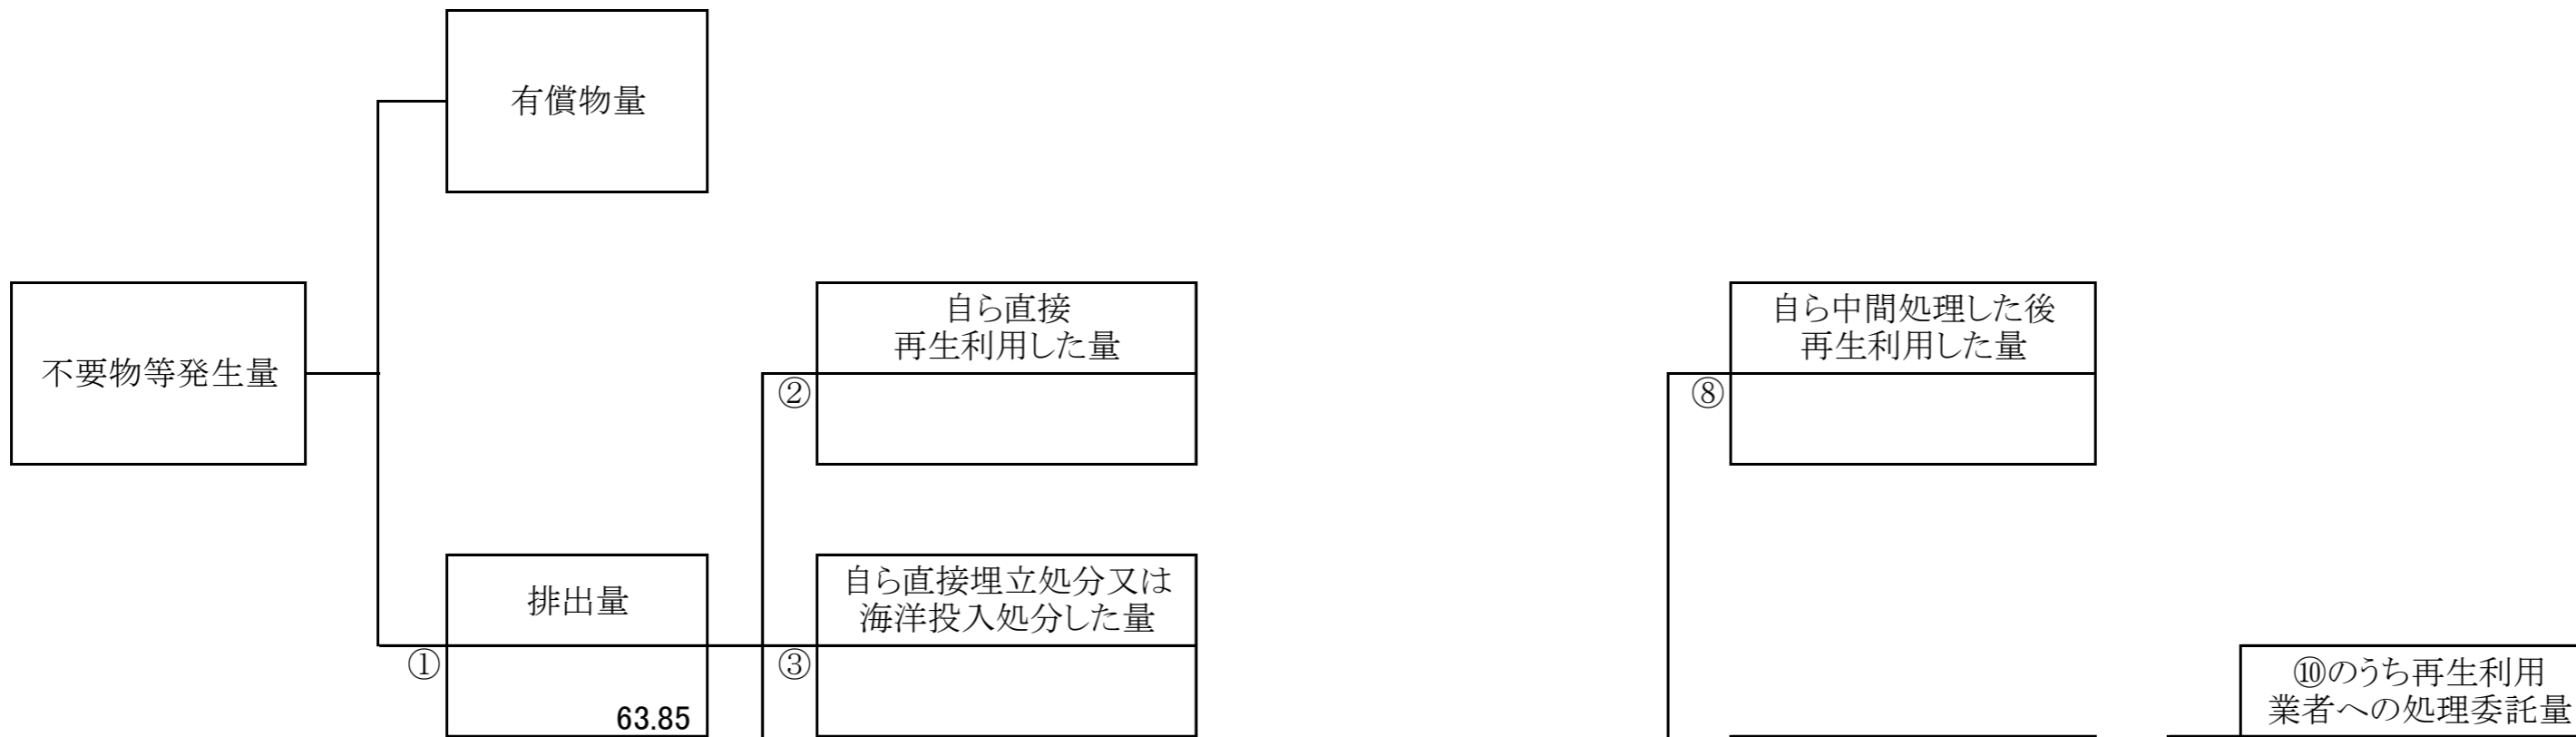 有償物量
不要物等発生量
自ら直接
再生利用した量
②
自ら中間処理した後
再生利用した量
⑧
排出量
①
63.85
自ら直接埋立処分又は
海洋投入処分した量
③
⑩のうち再生利用
業者への処理委託量